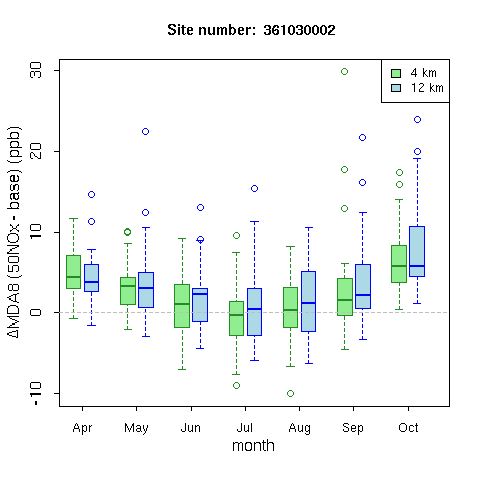 Site number:  361030002
4 km
12 km
ΔMDA8 (50NOx - base) (ppb)
30
20
10
0
-10
Apr May Jun Jul Aug Sep Oct
month